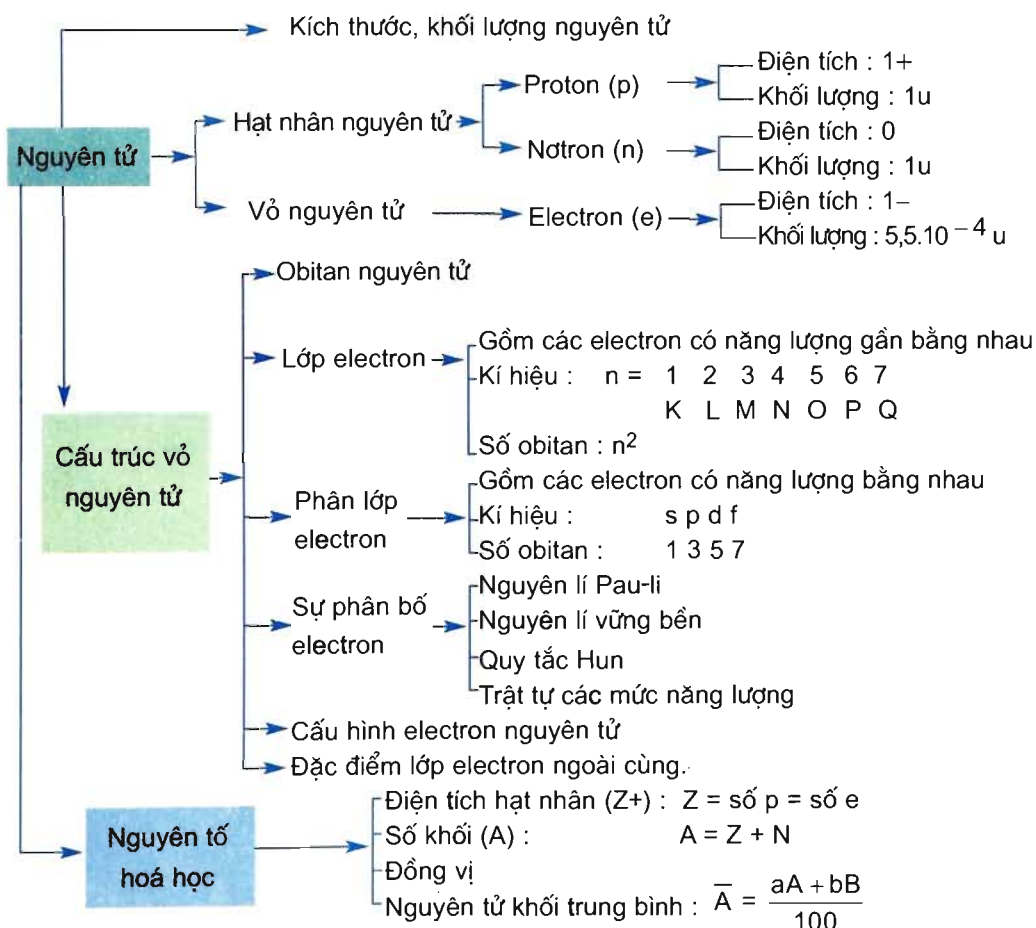 Kích thước, khối lượng nguyên tử
Nguyên tử
Hạt nhân nguyên tử
Proton (p)
Điện tích : 1+
Khối lượng : 1u
Nơtron (n)
Điện tích : 0
Khối lượng : 1u
Vỏ nguyên tử
Electron (e)
Điện tích : 1–
Khối lượng : 5,5.10⁻⁴ u
Cấu trúc vỏ
nguyên tử
Obitan nguyên tử
Lớp electron
Gồm các electron có năng lượng gần bằng nhau
Kí hiệu : n = 1 2 3 4 5 6 7
K L M N O P Q
Số obitan : n²
Phân lớp
electron
Gồm các electron có năng lượng bằng nhau
Kí hiệu : s p d f
Số obitan : 1 3 5 7
Sự phân bố
electron
Nguyên lí Pau-li
Nguyên lí vững bền
Quy tắc Hun
Trật tự các mức năng lượng
Cấu hình electron nguyên tử
Đặc điểm lớp electron ngoài cùng.
Nguyên tố
hoá học
Điện tích hạt nhân (Z+) : Z = số p = số e
Số khối (A) : A = Z + N
Đồng vị
Nguyên tử khối trung bình : A̅ = aA + bB
100